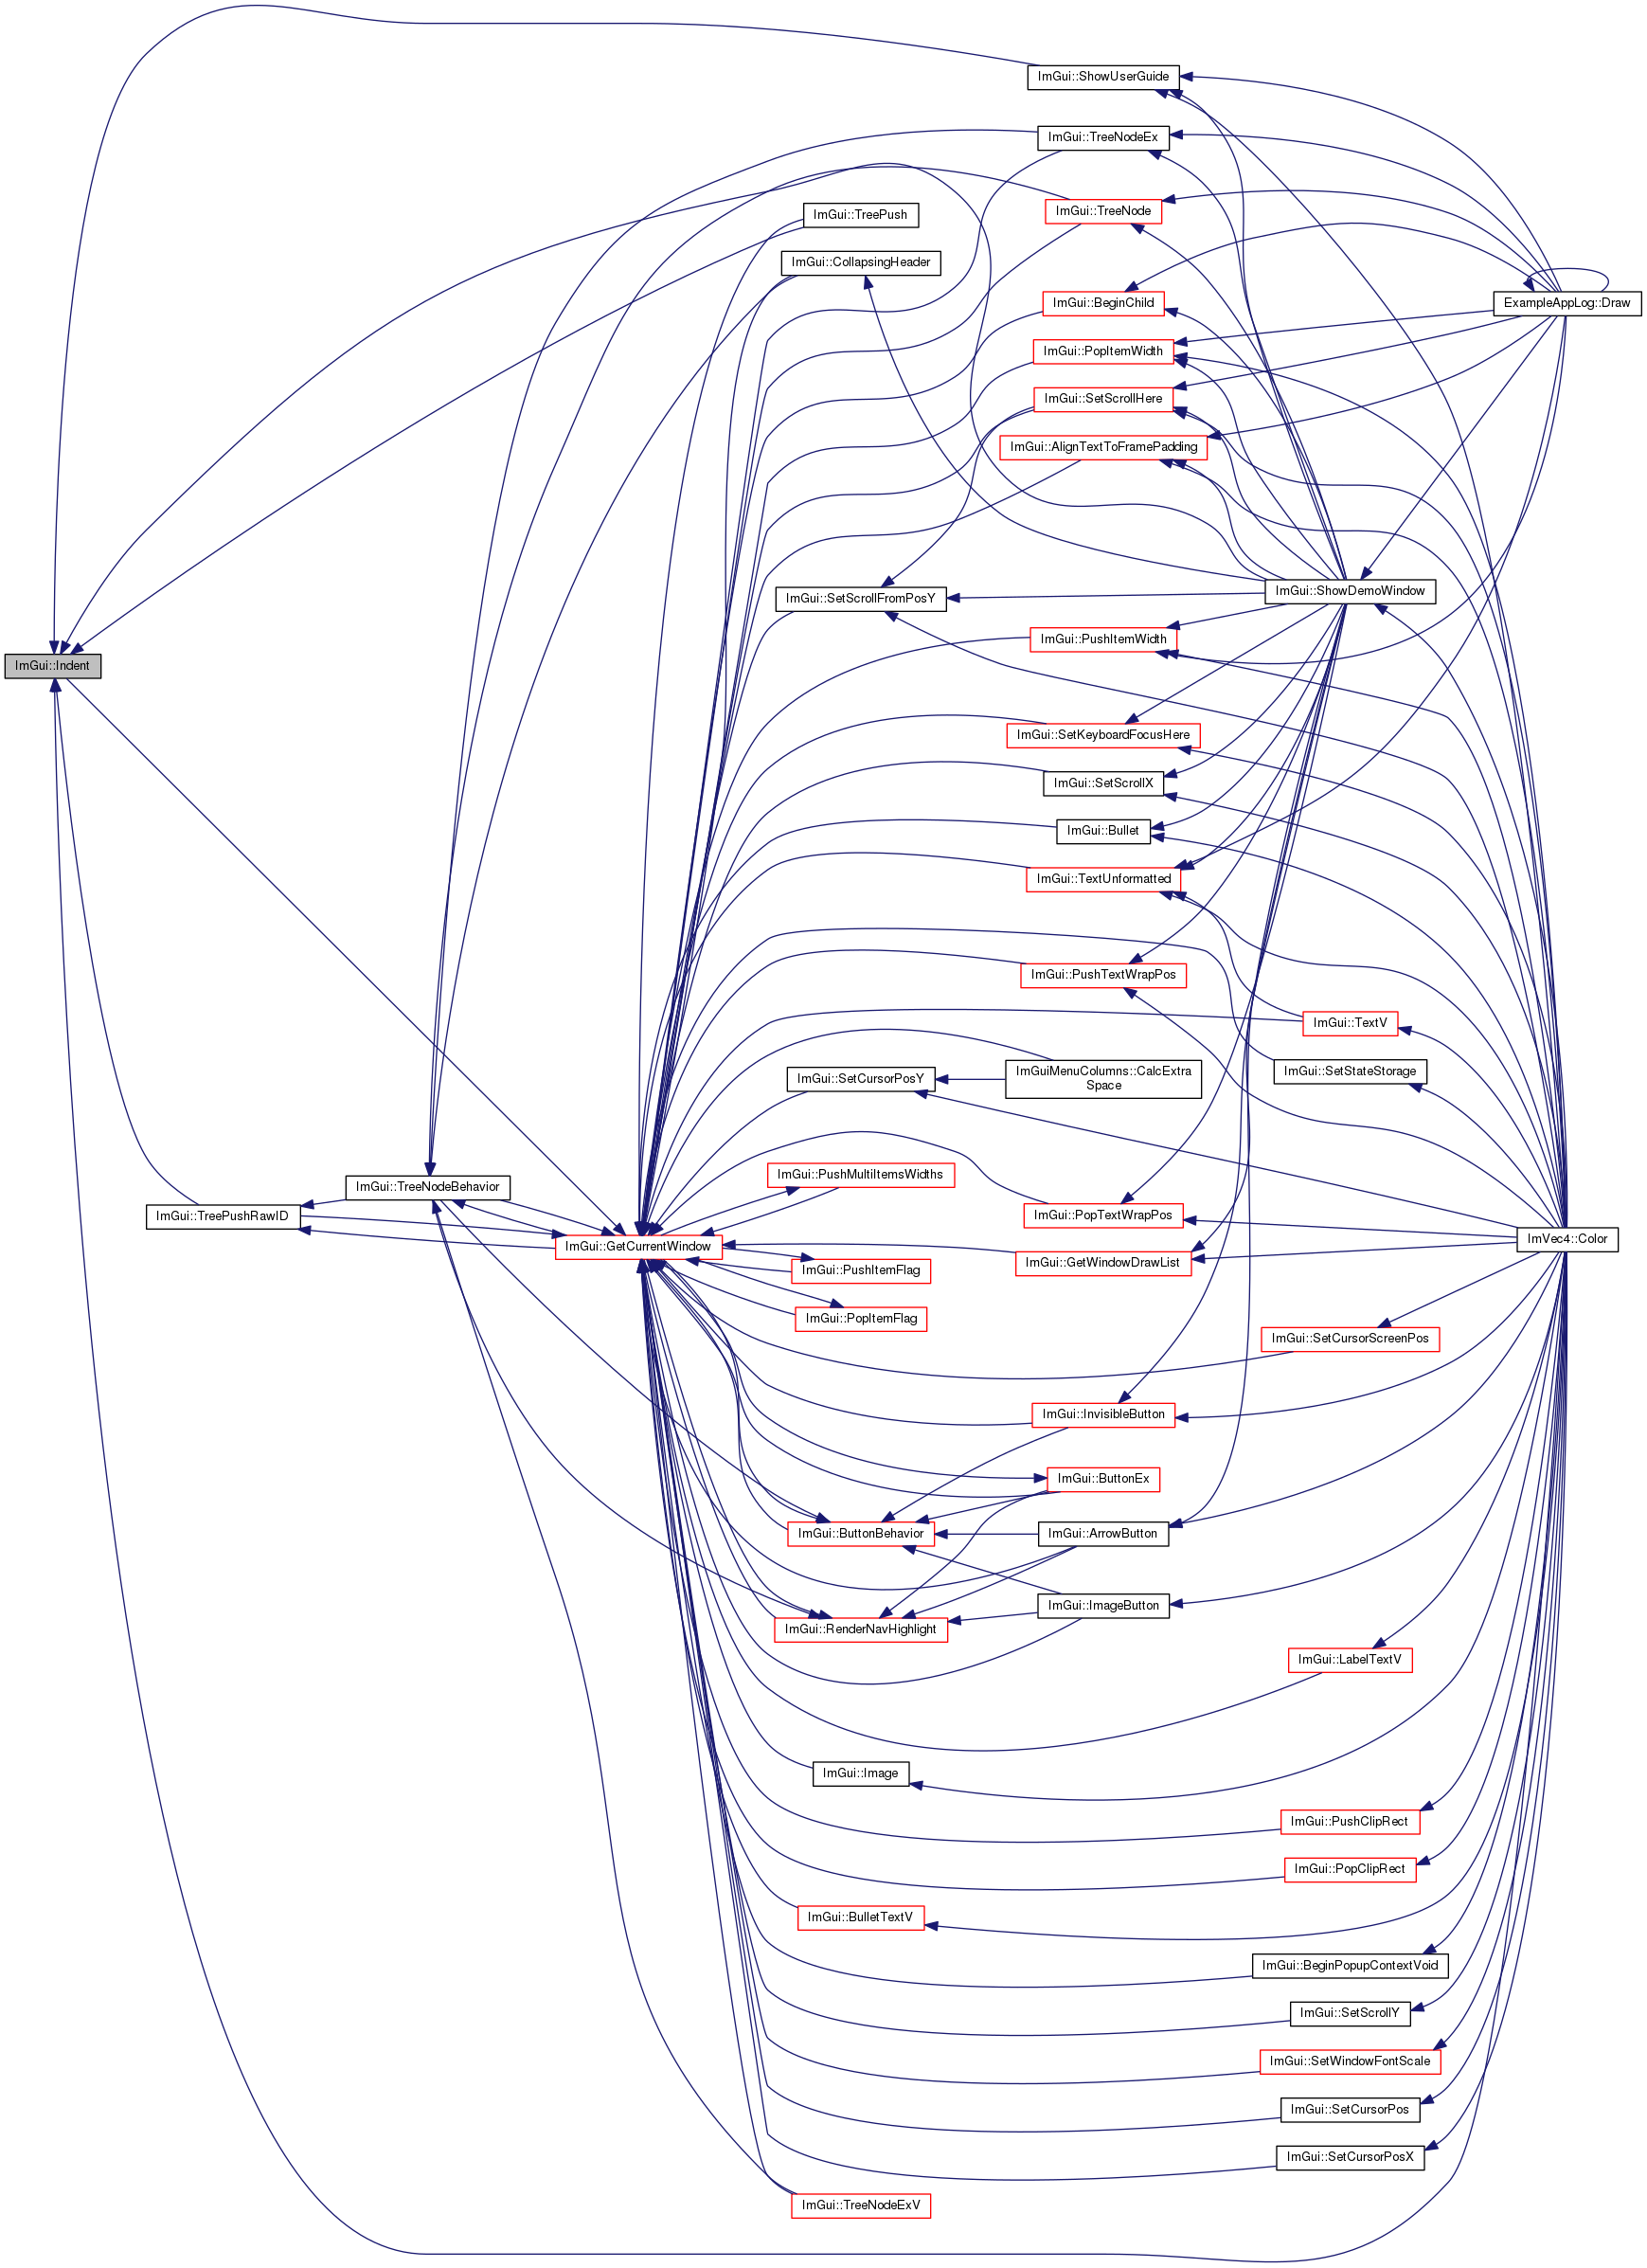 ImGui::ShowUserGuide
ImGui::TreeNodeEx
ImGui::TreePush
ImGui::TreeNode
ImGui::CollapsingHeader
ImGui::BeginChild
ExampleAppLog::Draw
ImGui::PopItemWidth
ImGui::SetScrollHere
ImGui::AlignTextToFramePadding
ImGui::SetScrollFromPosY
ImGui::ShowDemoWindow
ImGui::PushItemWidth
ImGui::Indent
ImGui::SetKeyboardFocusHere
ImGui::SetScrollX
ImGui::Bullet
ImGui::TextUnformatted
ImGui::PushTextWrapPos
ImGui::TextV
ImGui::SetCursorPosY
ImGuiMenuColumns::CalcExtra
Space
ImGui::SetStateStorage
ImGui::PushMultiItemsWidths
ImGui::TreeNodeBehavior
ImGui::TreePushRawID
ImGui::PopTextWrapPos
ImGui::GetCurrentWindow
ImVec4::Color
ImGui::GetWindowDrawList
ImGui::PushItemFlag
ImGui::PopItemFlag
ImGui::SetCursorScreenPos
ImGui::InvisibleButton
ImGui::ButtonEx
ImGui::ButtonBehavior
ImGui::ArrowButton
ImGui::ImageButton
ImGui::RenderNavHighlight
ImGui::LabelTextV
ImGui::Image
ImGui::PushClipRect
ImGui::PopClipRect
ImGui::BulletTextV
ImGui::BeginPopupContextVoid
ImGui::SetScrollY
ImGui::SetWindowFontScale
ImGui::SetCursorPos
ImGui::SetCursorPosX
ImGui::TreeNodeExV